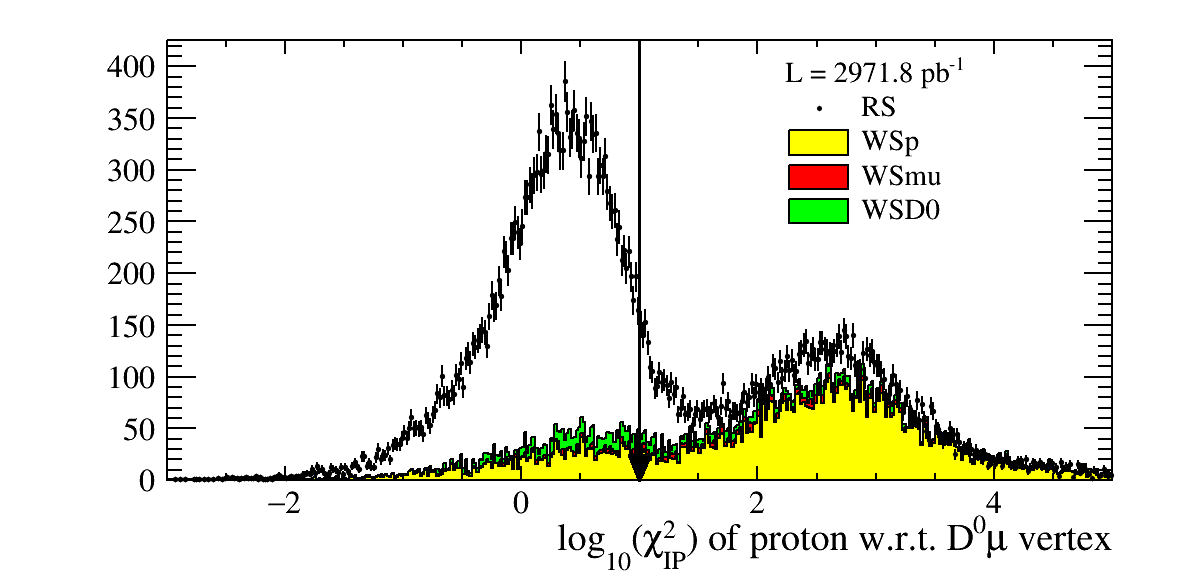 400
350
300
250
200
150
100
50
0
−2
0
2
4
L = 2971.8 pb-1
RS
WSp
WSmu
WSD0
log10(χ2IP) of proton w.r.t. D0μ vertex